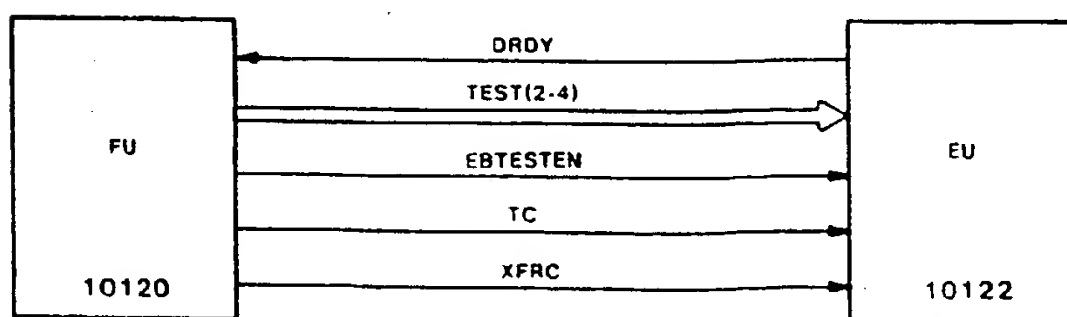 DRDY
TEST(2-4)
FU
EU
EBTESTEN
TC
XFRC
10120
10122